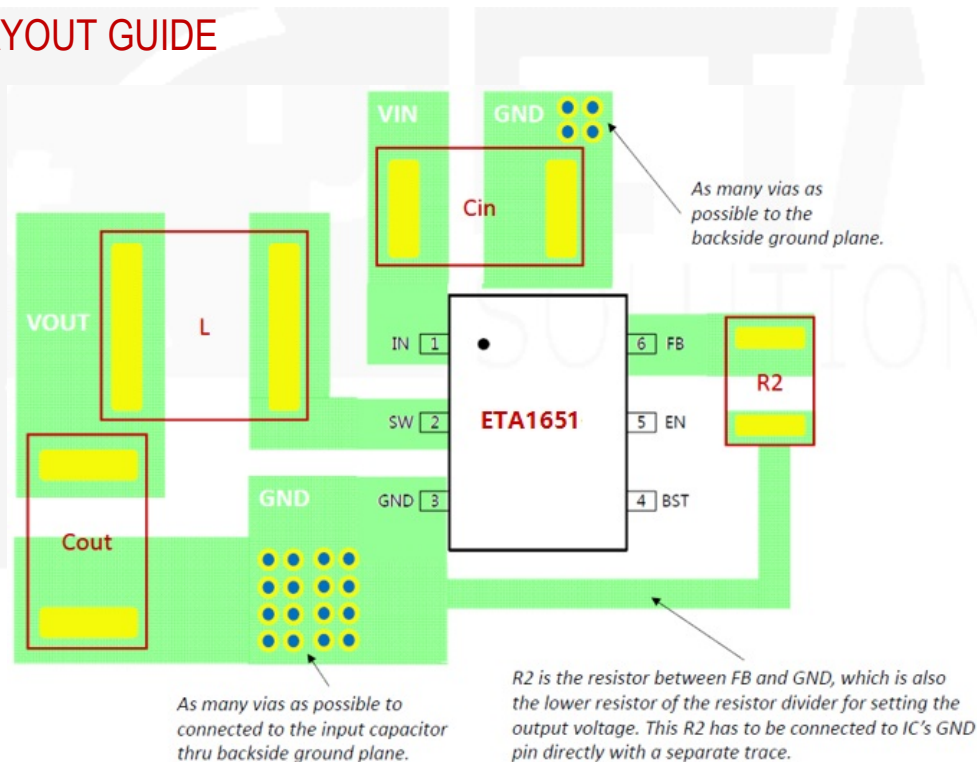 YOUT GUIDE
VIN
GND
Cin
As many vias as
possible to the
backside ground plane.
VOUT
L
IN 1
6 FB
R2
SW 2
ETA1651
5 EN
GND
GND 3
4 BST
Cout
SOLUTION
As many vias as possible to
connected to the input capacitor
thru backside ground plane.
R2 is the resistor between FB and GND, which is also
the lower resistor of the resistor divider for setting the
output voltage. This R2 has to be connected to IC's GND
pin directly with a separate trace.